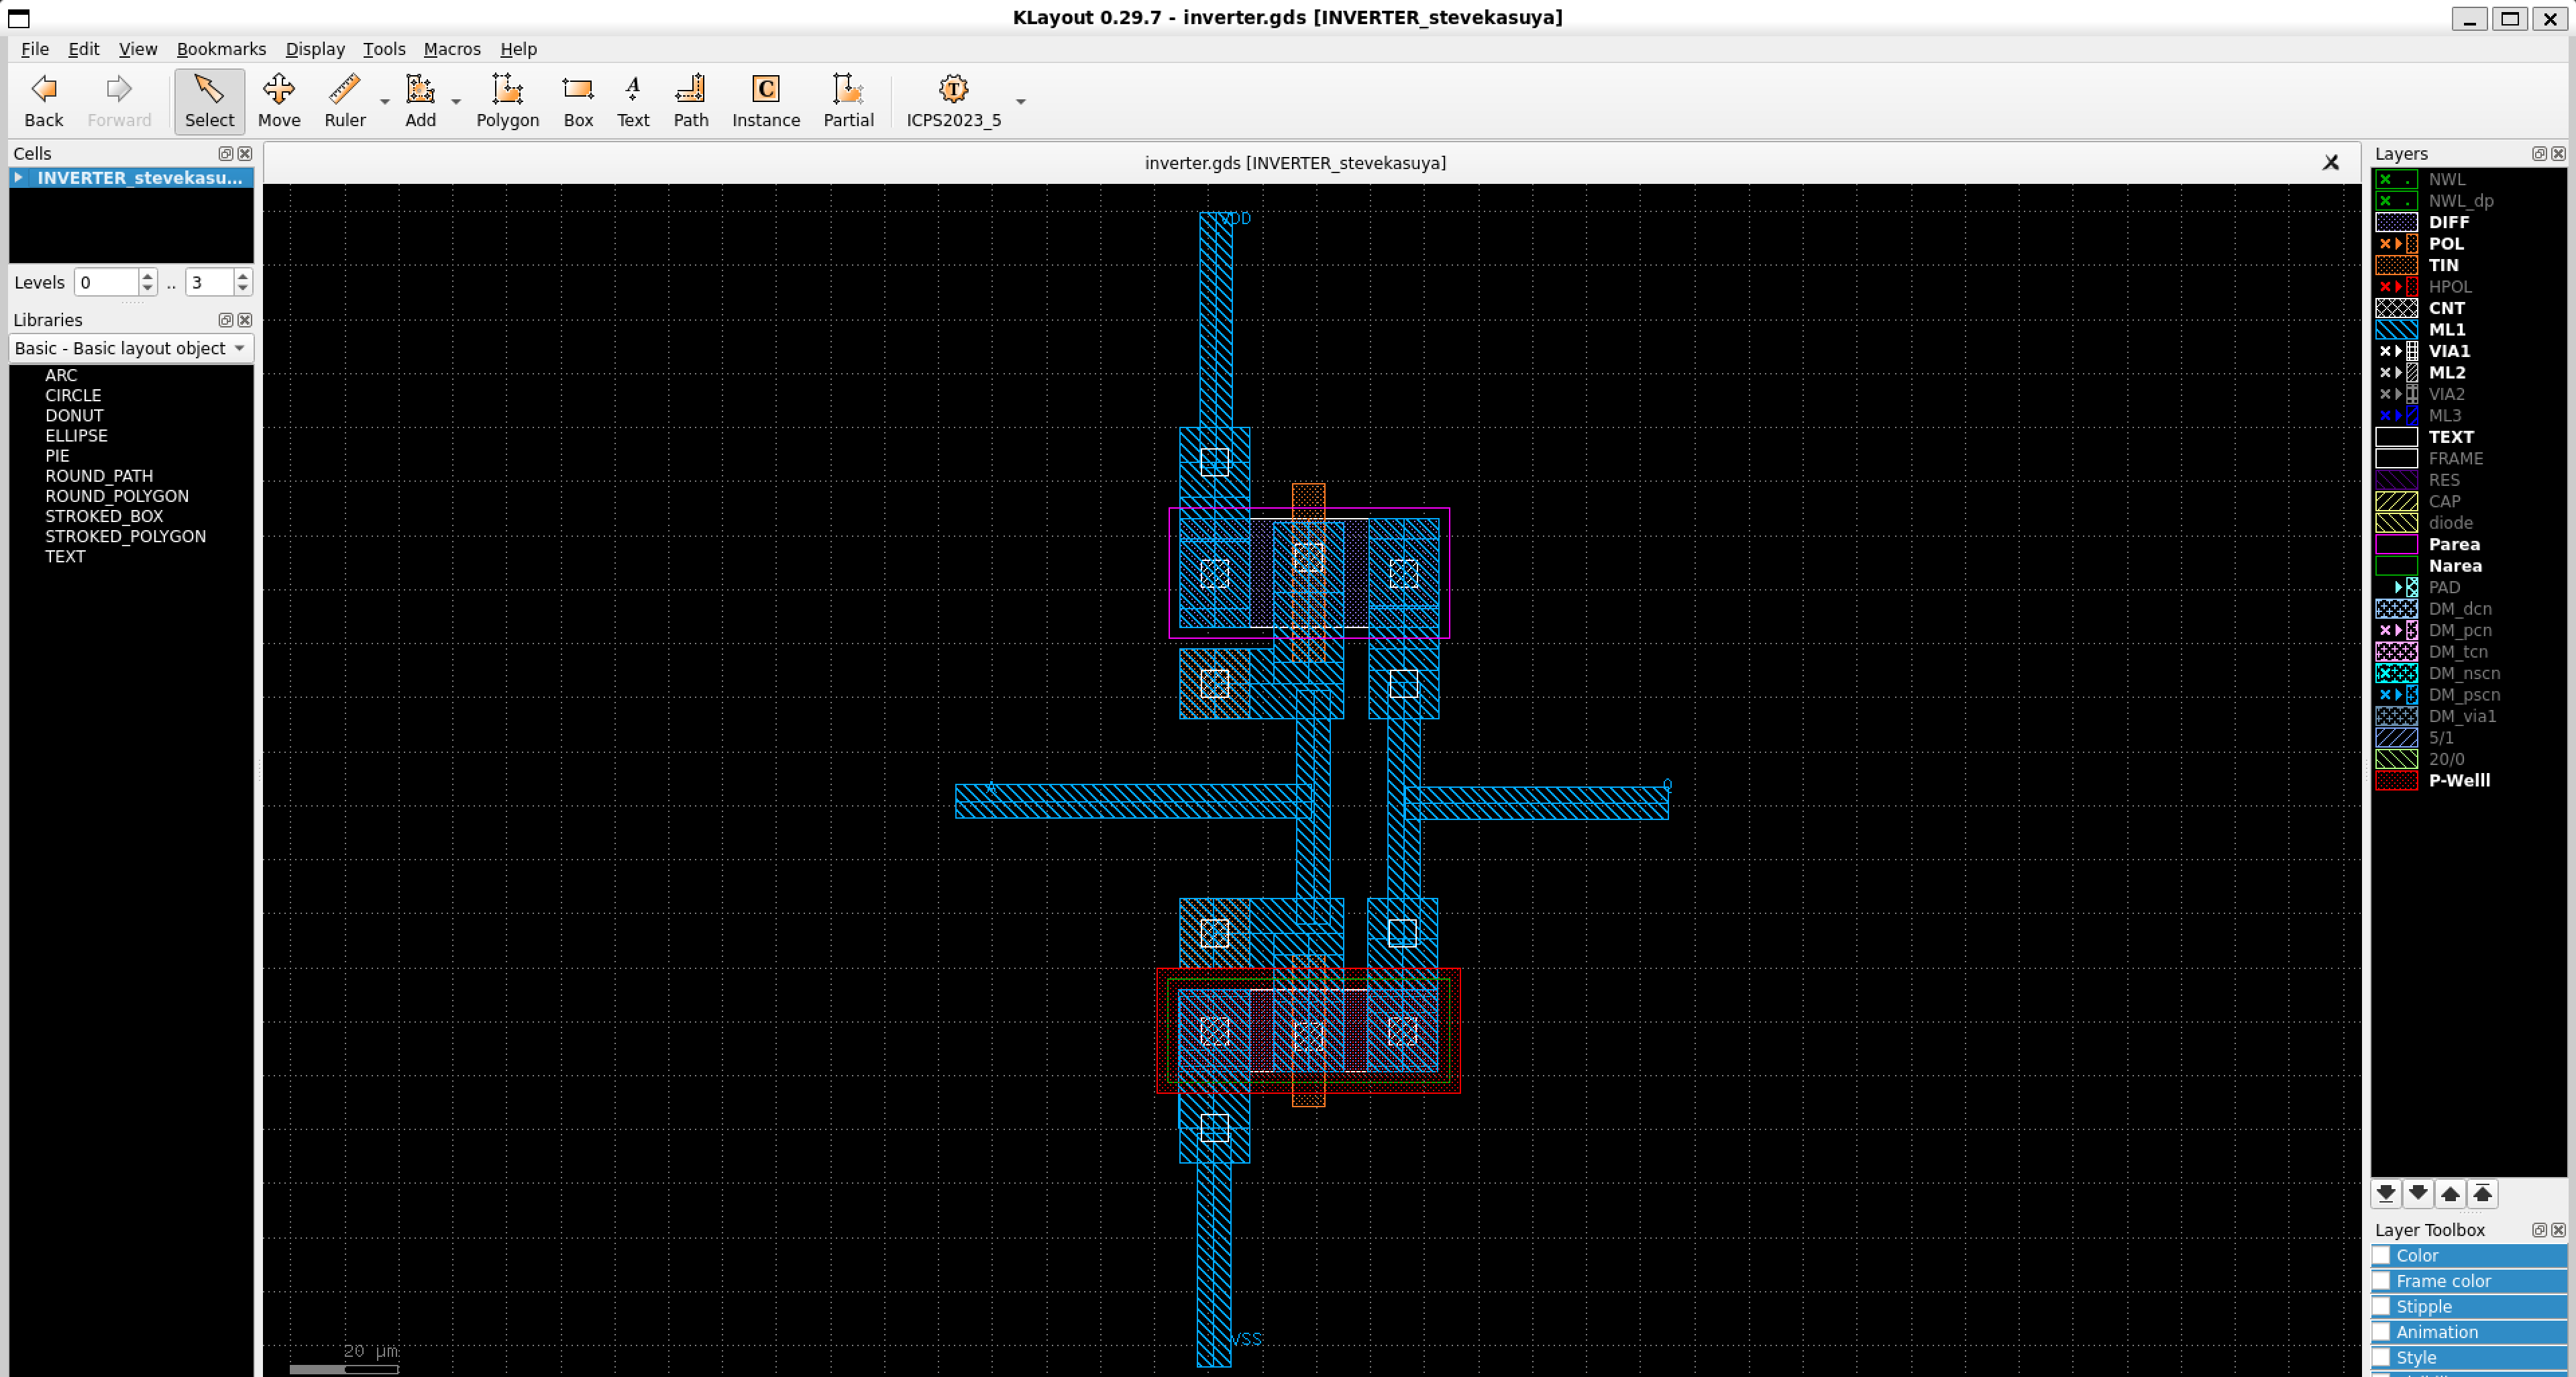 KLayout 0.29.7 - inverter.gds [INVERTER_stevekasuya]
File Edit View Bookmarks Display Tools Macros Help
Back Forward Select Move Ruler Add Polygon Box Text Path Instance Partial ICPS2023_5
Cells
INVERTER_stevekasu...
Levels 0 .. 3
Libraries
Basic - Basic layout object
ARC
CIRCLE
DONUT
ELLIPSE
PIE
ROUND_PATH
ROUND_POLYGON
STROKED_BOX
STROKED_POLYGON
TEXT
inverter.gds [INVERTER_stevekasuya]
VDD
A
Q
VSS
20 µm
Layers
NWL
NWL_dp
DIFF
POL
TIN
HPOL
CNT
ML1
VIA1
ML2
VIA2
ML3
TEXT
FRAME
RES
CAP
diode
Parea
Narea
PAD
DM_dcn
DM_pcn
DM_tcn
DM_nscn
DM_pscn
DM_via1
5/1
20/0
P-Welll
Layer Toolbox
Color
Frame color
Stipple
Animation
Style